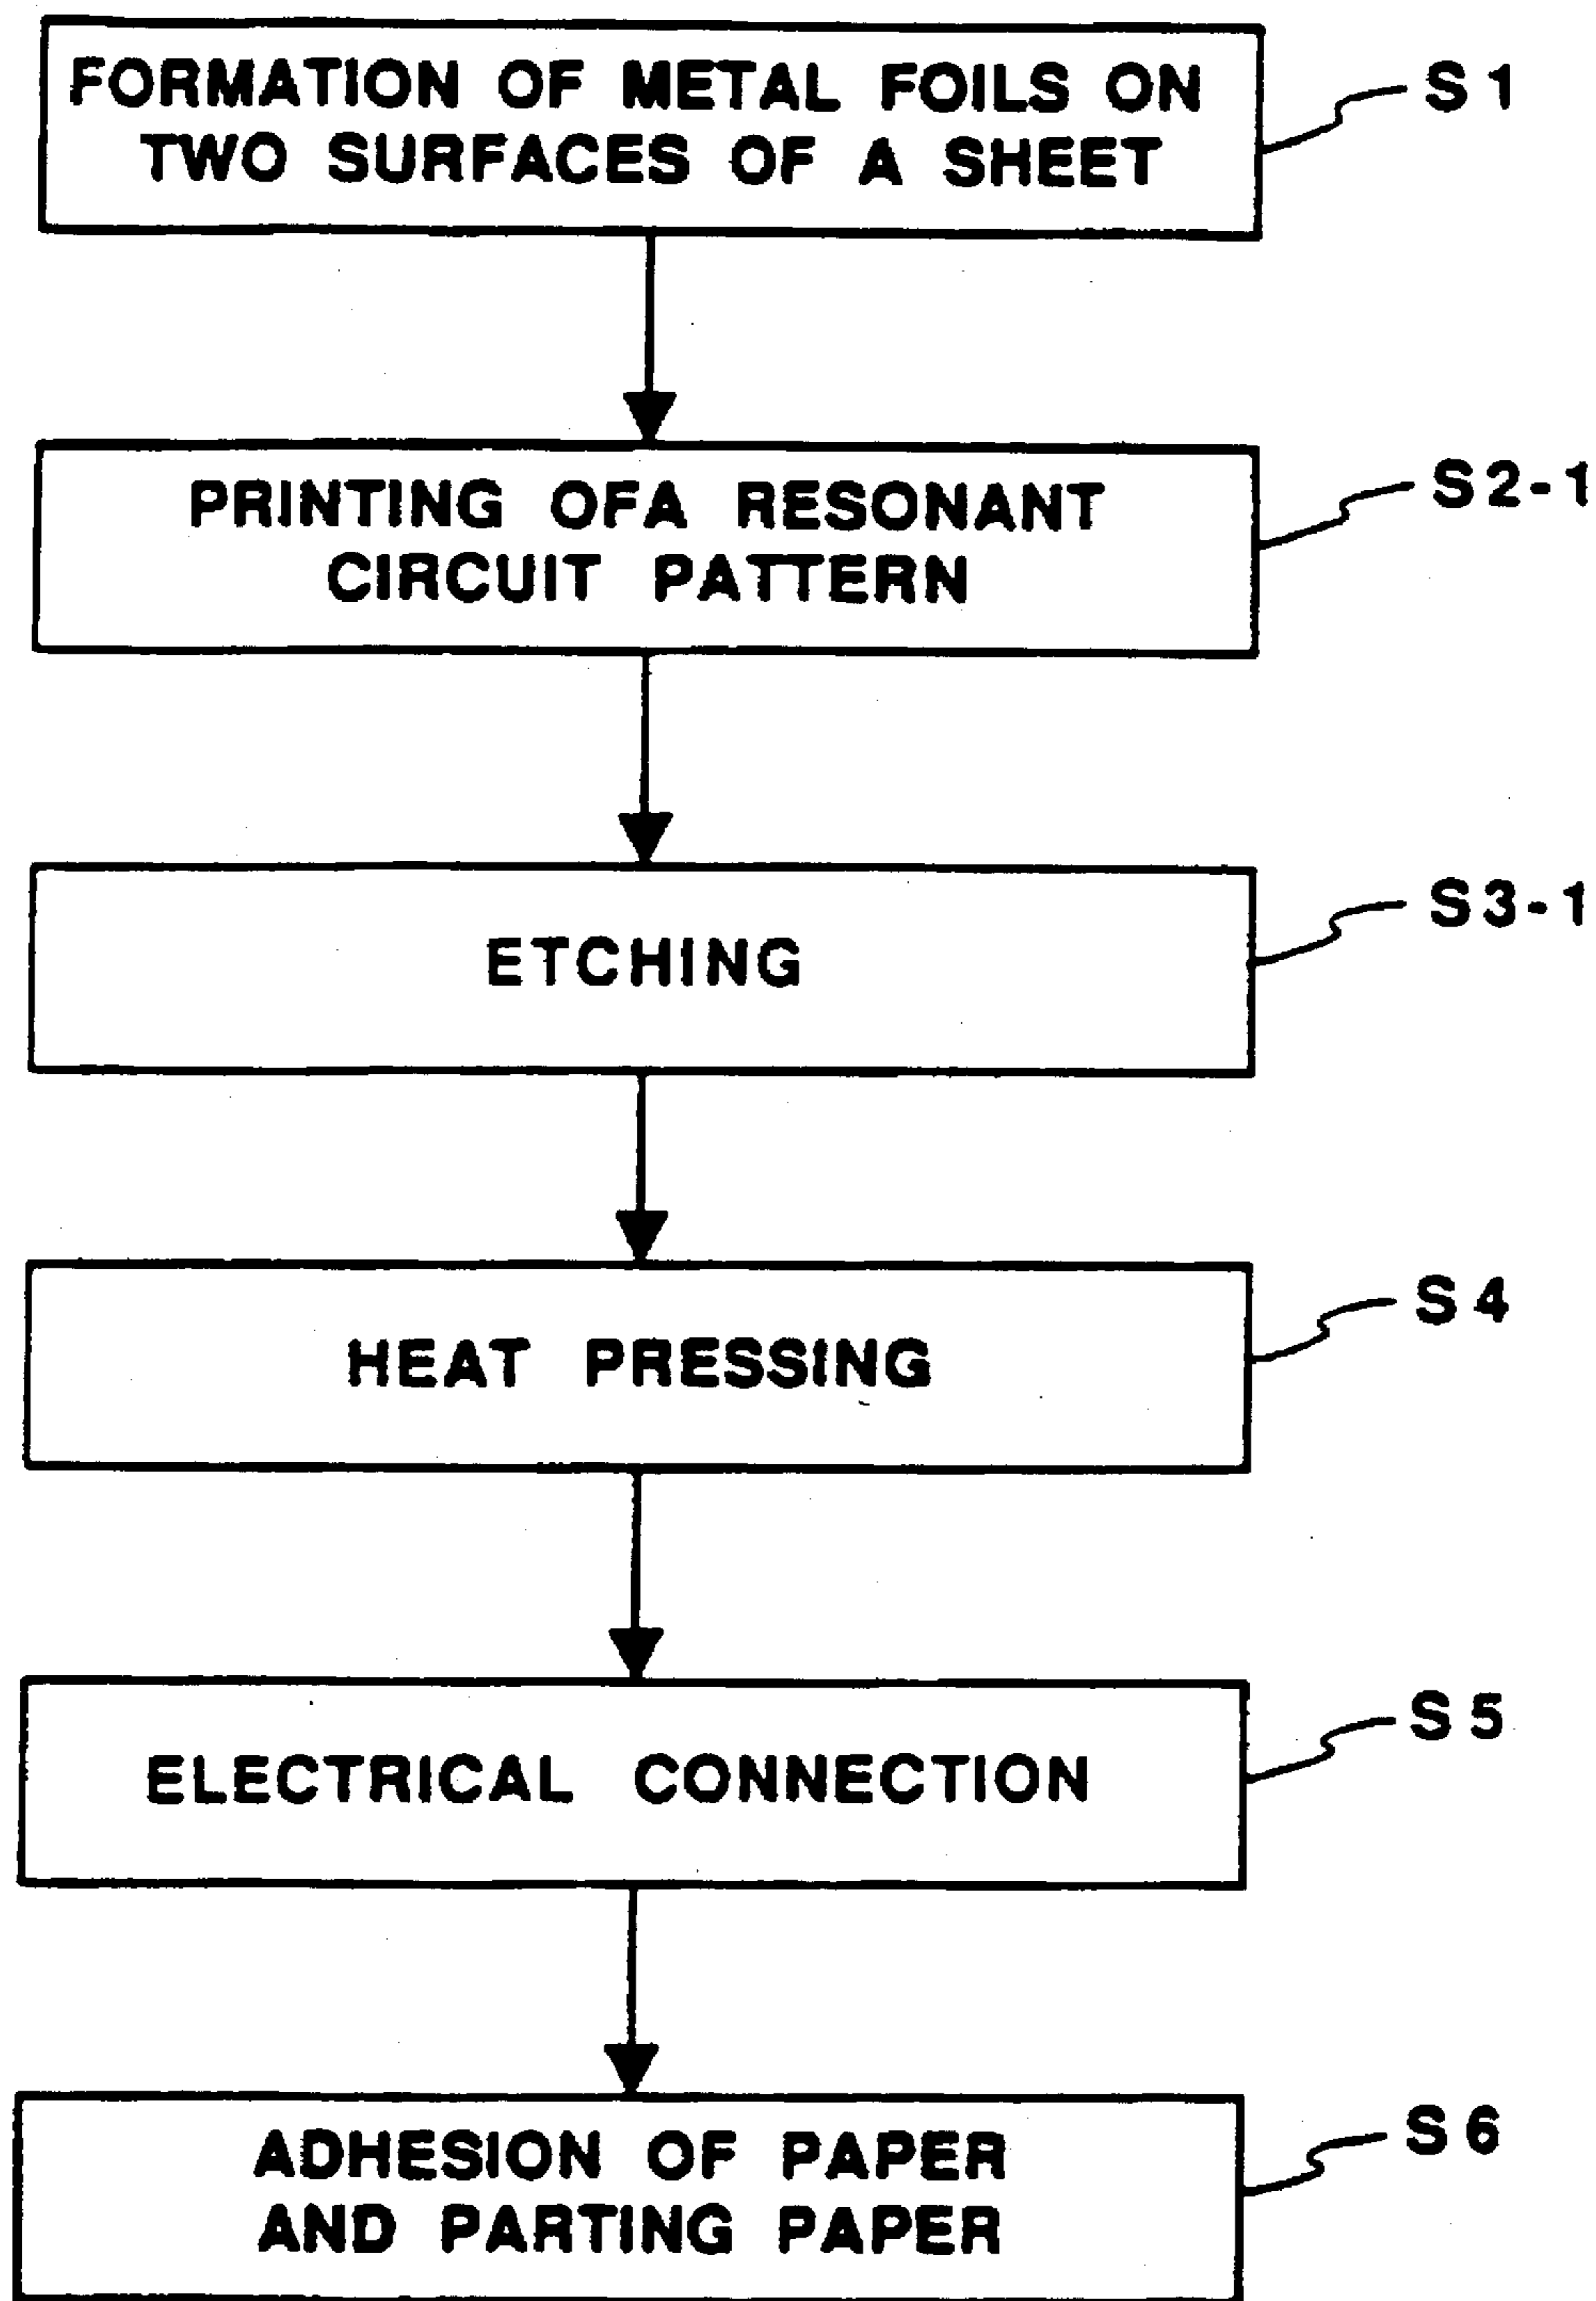 FORMATION OF METAL FOILS ON
TWO SURFACES OF A SHEET
S1
PRINTING OFA RESONANT
CIRCUIT PATTERN
S2-1
ETCHING
S3-1
HEAT PRESSING
S4
ELECTRICAL CONNECTION
S5
ADHESION OF PAPER
AND PARTING PAPER
S6